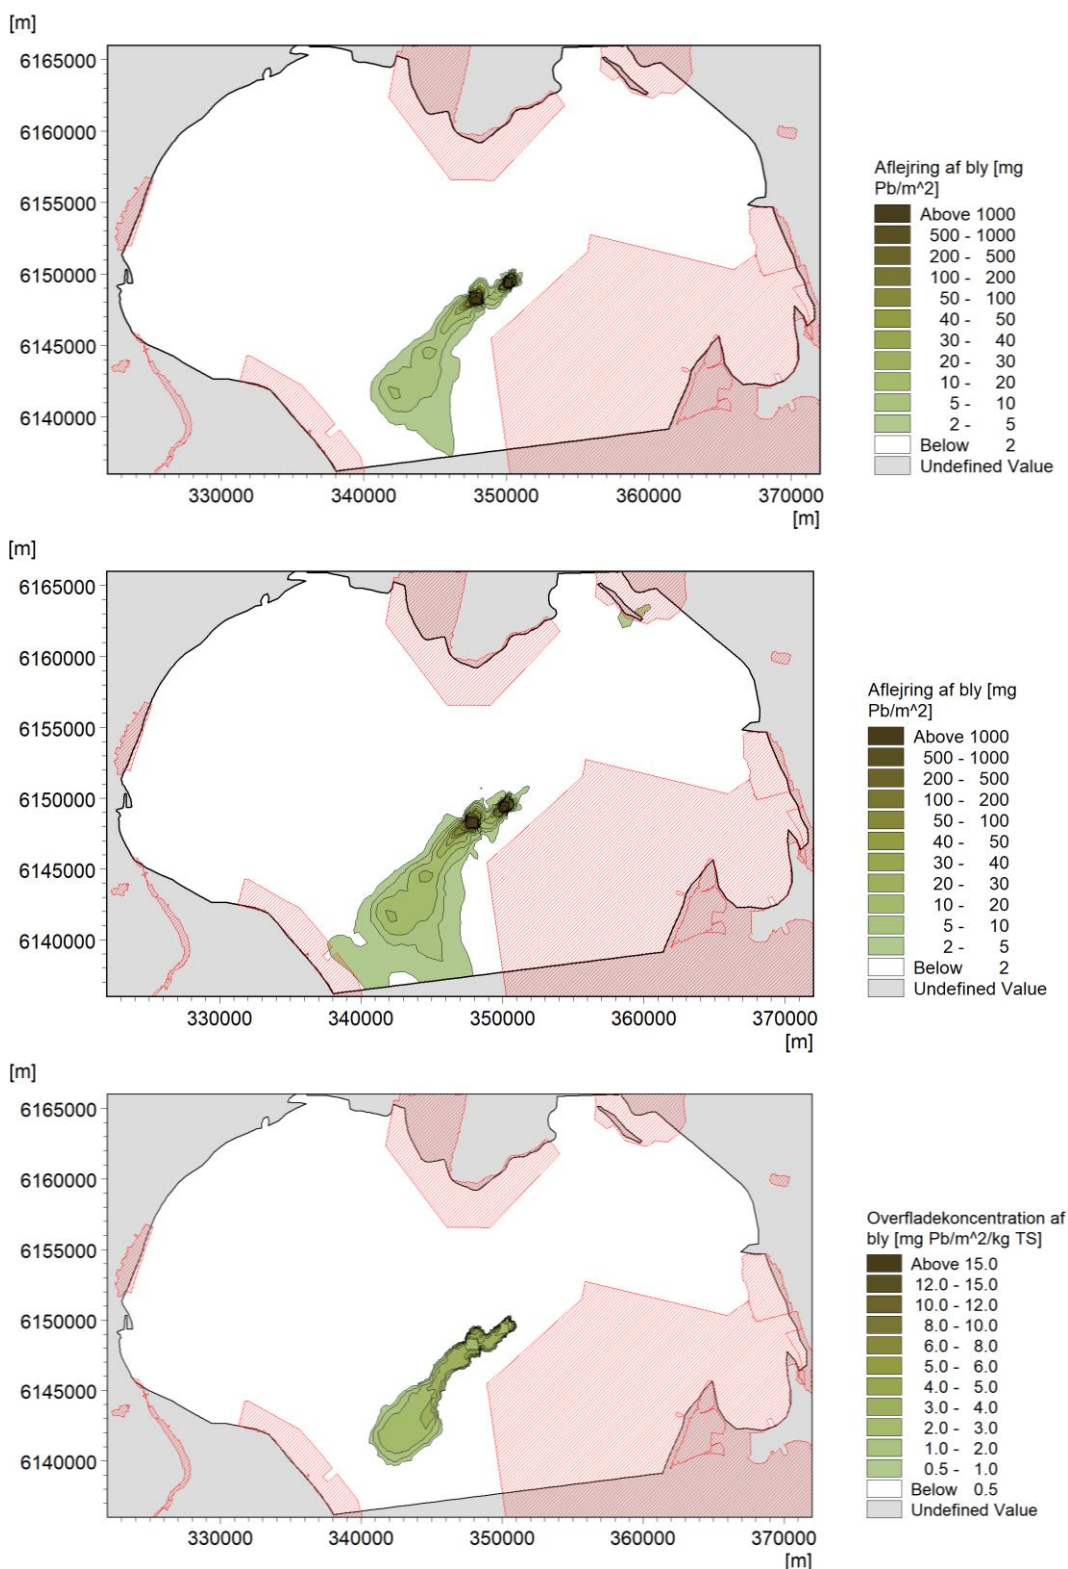 [m]
6165000
6160000
6155000
6150000
6145000
6140000
330000 340000 350000 360000 370000
[m]
Aflejring af bly [mg
Pb/m^2]
Above 1000
500 - 1000
200 - 500
100 - 200
50 - 100
40 - 50
30 - 40
20 - 30
10 - 20
5 - 10
2 - 5
Below 2
Undefined Value
[m]
6165000
6160000
6155000
6150000
6145000
6140000
330000 340000 350000 360000 370000
[m]
Aflejring af bly [mg
Pb/m^2]
Above 1000
500 - 1000
200 - 500
100 - 200
50 - 100
40 - 50
30 - 40
20 - 30
10 - 20
5 - 10
2 - 5
Below 2
Undefined Value
[m]
6165000
6160000
6155000
6150000
6145000
6140000
330000 340000 350000 360000 370000
[m]
Overfladekoncentration af
bly [mg Pb/m^2/kg TS]
Above 15.0
12.0 - 15.0
10.0 - 12.0
8.0 - 10.0
6.0 - 8.0
5.0 - 6.0
4.0 - 5.0
3.0 - 4.0
2.0 - 3.0
1.0 - 2.0
0.5 - 1.0
Below 0.5
Undefined Value